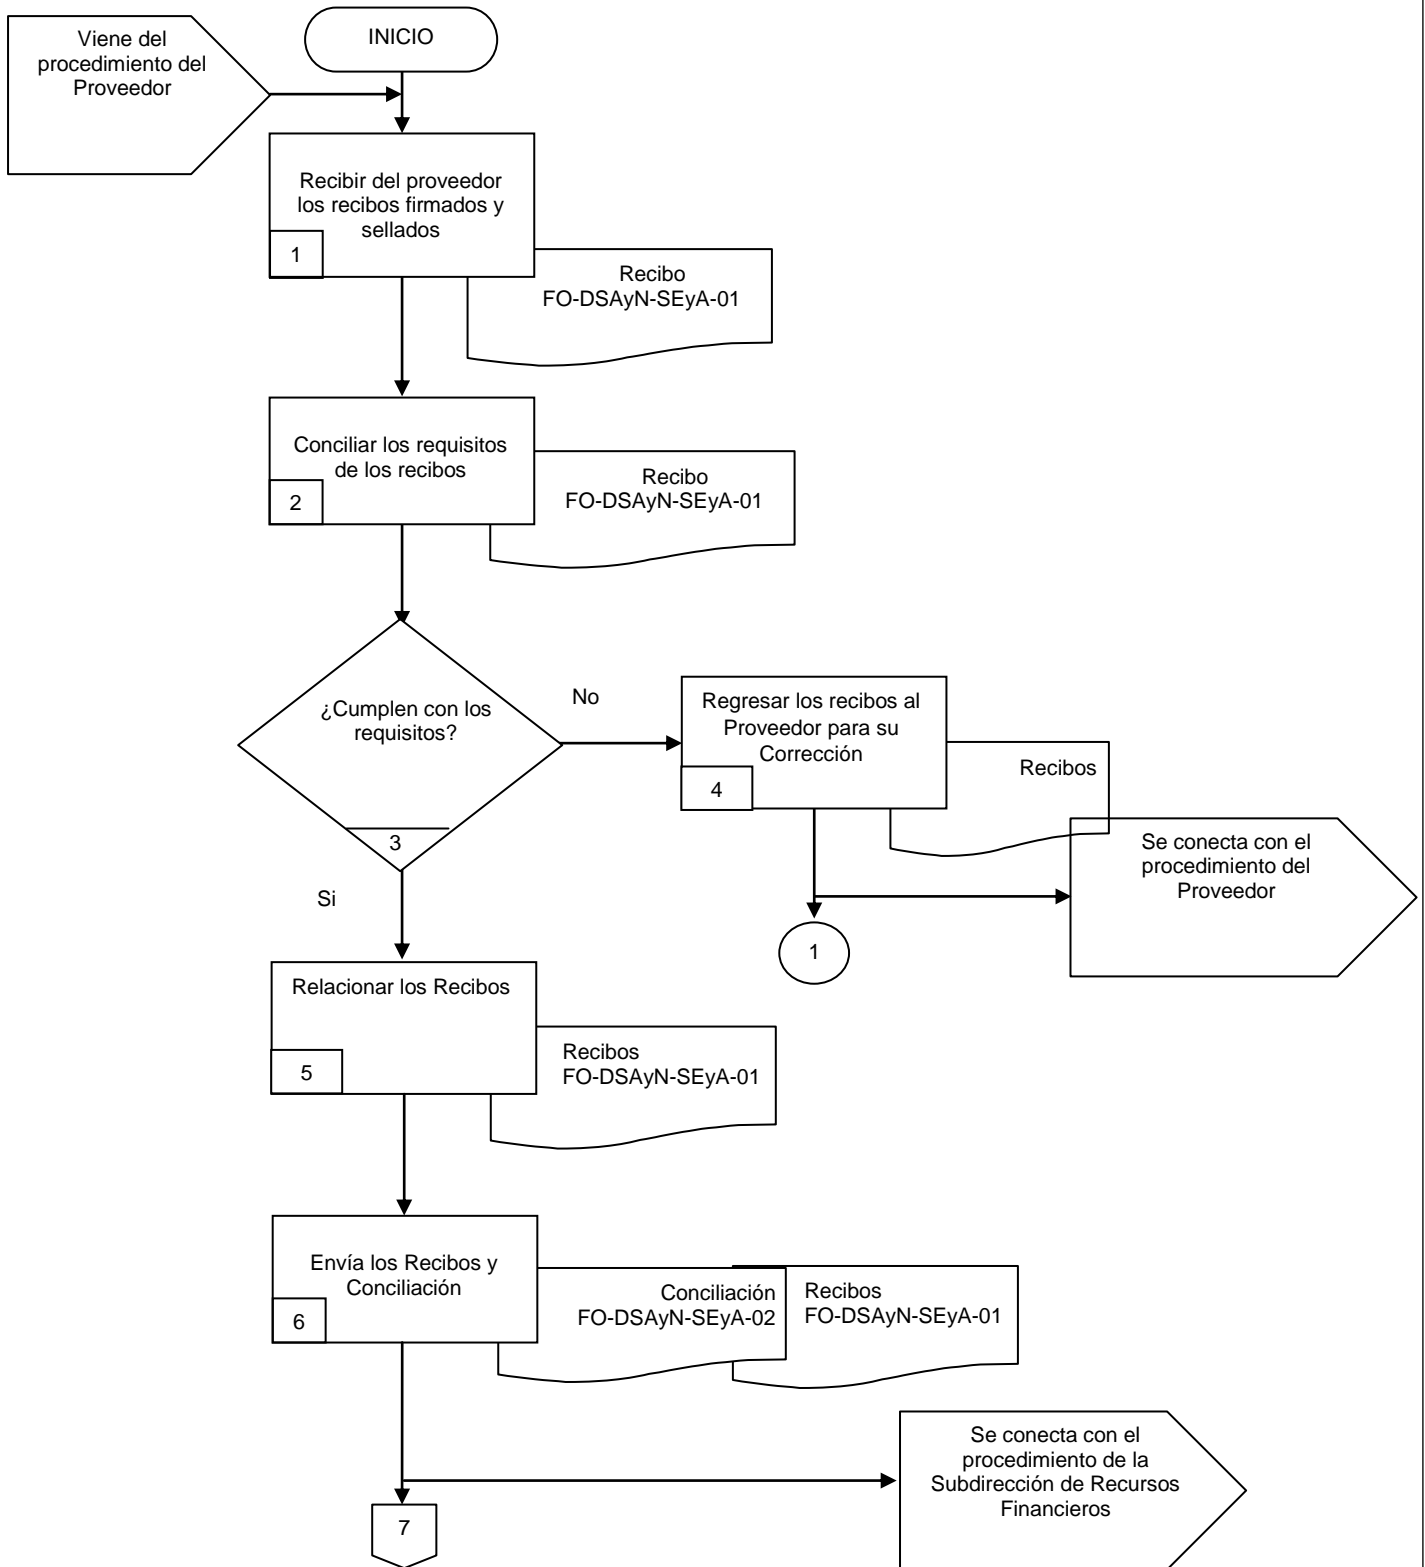 Viene del
procedimiento del
Proveedor
INICIO
Recibir del proveedor
los recibos firmados y
sellados
1
Recibo
FO-DSAyN-SEyA-01
Conciliar los requisitos
de los recibos
2
Recibo
FO-DSAyN-SEyA-01
¿Cumplen con los
requisitos?
3
No
Regresar los recibos al
Proveedor para su
Corrección
4
Recibos
Se conecta con el
procedimiento del
Proveedor
1
Si
Relacionar los Recibos
5
Recibos
FO-DSAyN-SEyA-01
Envía los Recibos y
Conciliación
6
Conciliación
FO-DSAyN-SEyA-02
Recibos
FO-DSAyN-SEyA-01
Se conecta con el
procedimiento de la
Subdirección de Recursos
Financieros
7